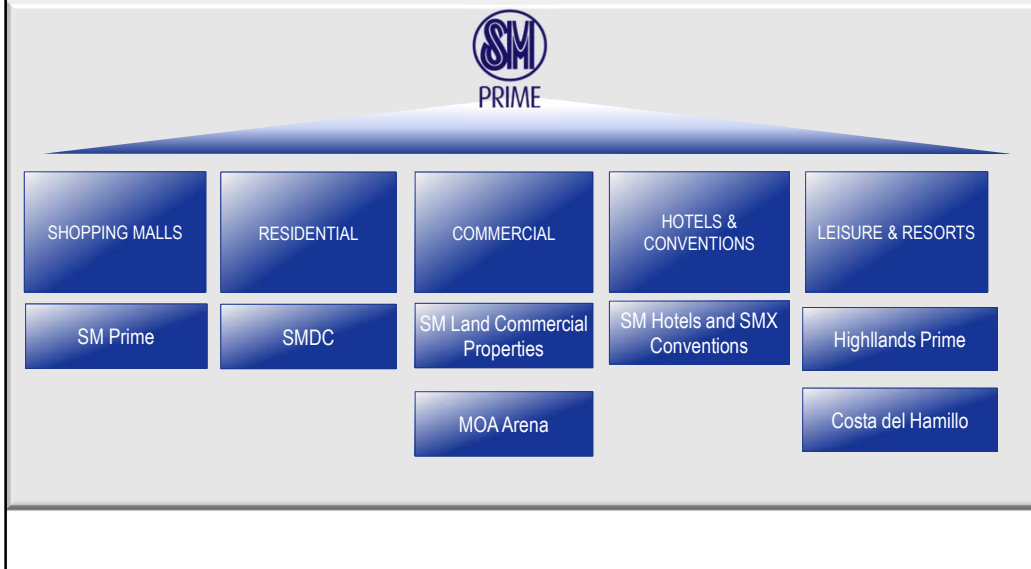 SM
PRIME
SHOPPING MALLS
RESIDENTIAL
COMMERCIAL
HOTELS &
CONVENTIONS
LEISURE & RESORTS
SM Prime
SMDC
SM Land Commercial
Properties
SM Hotels and SMX
Conventions
Highllands Prime
MOA Arena
Costa del Hamillo